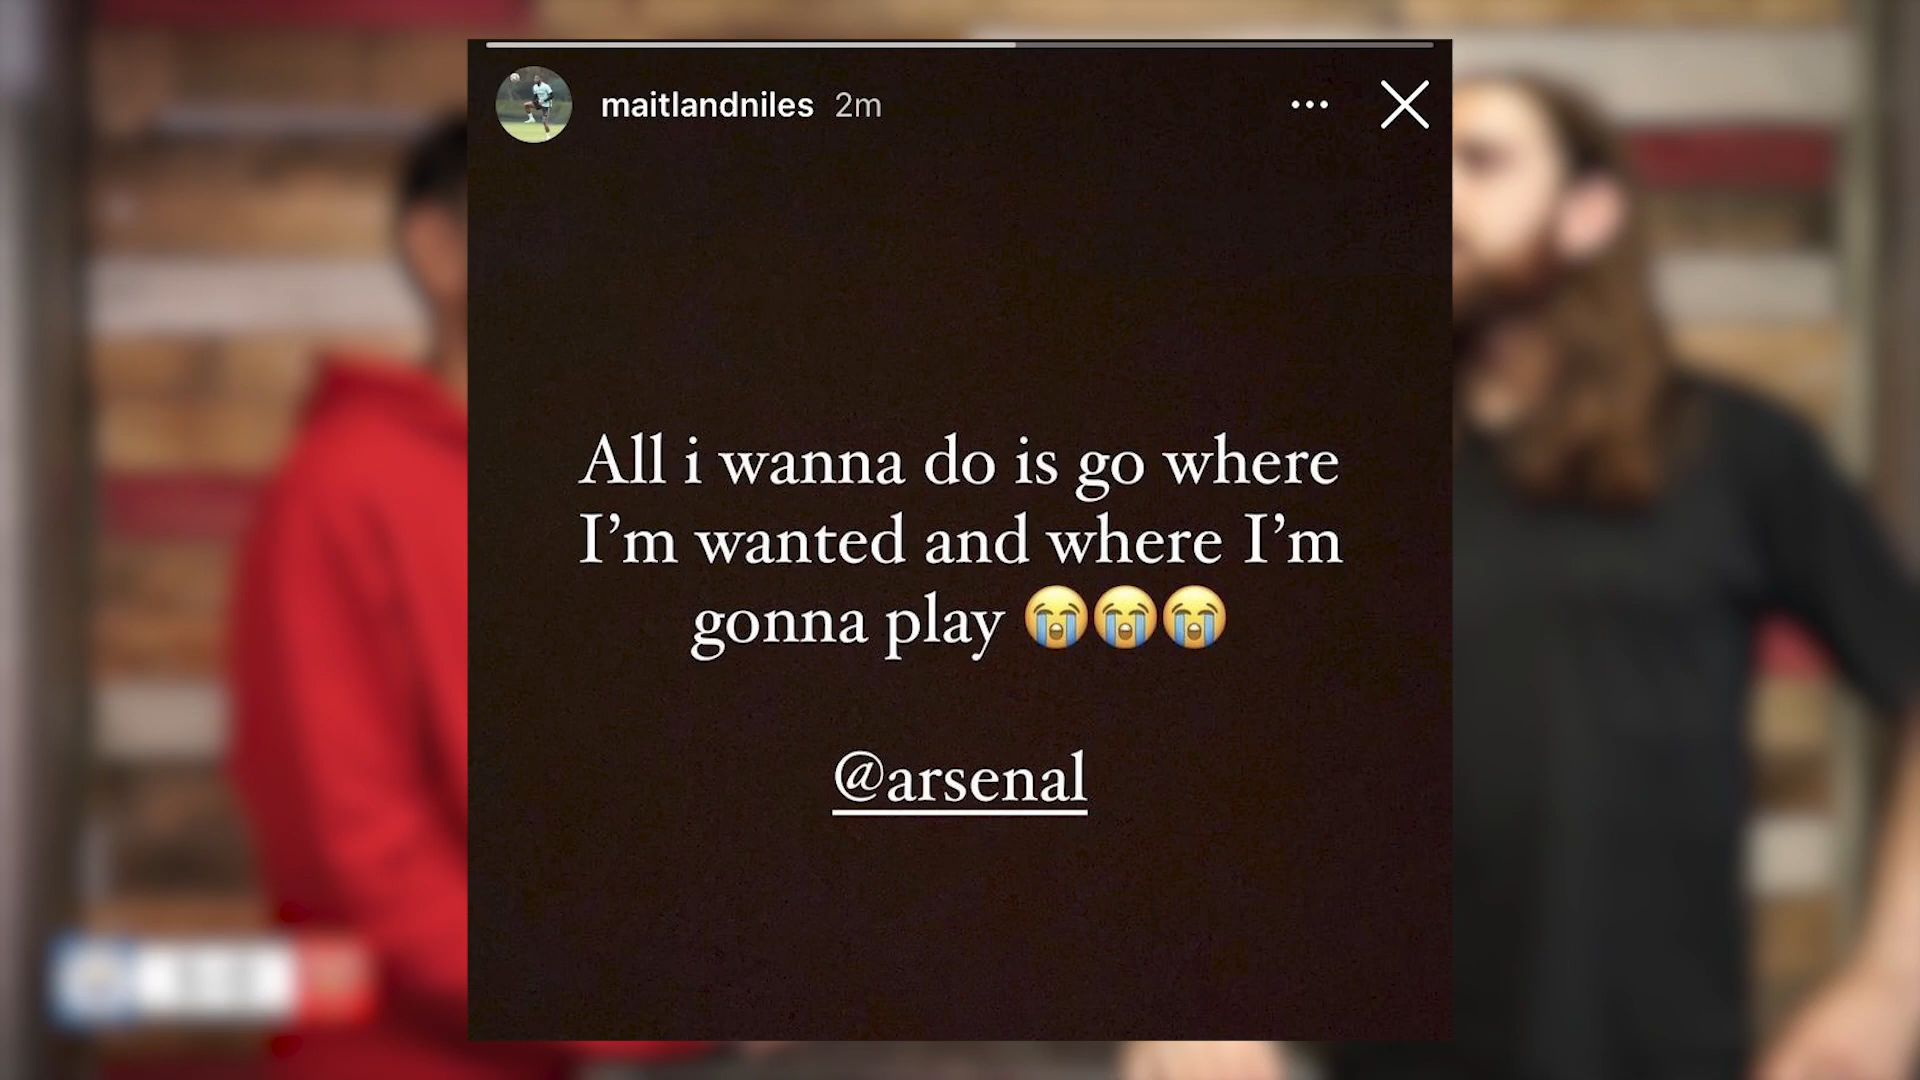 maitlandniles 2m
All i wanna do is go where
I’m wanted and where I’m
gonna play 😭😭😭
@arsenal